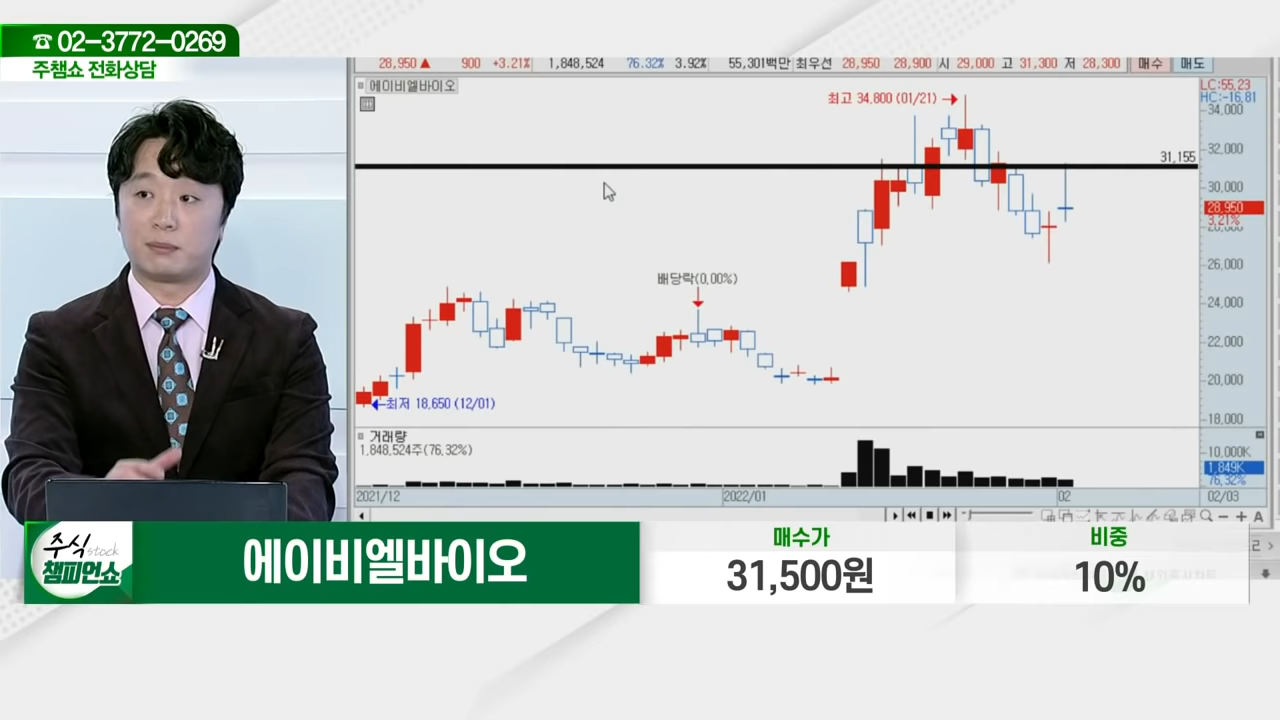 ☎ 02-3772-0269
주챔쇼 전화상담
28,950▲ 900 +3.21% 1,848,524 76.32% 3.92% 55,301백만 최우선 28,950 28,900 시 29,000 고 31,300 저 28,300 매수 매도
에이비엘바이오
LC:55.23
HC:-16.81
최고 34,800 (01/21)
34,000
32,000
31,155
30,000
28,950
3.21%
28,000
26,000
배당락(0.00%)
24,000
22,000
20,000
최저 18,650 (12/01)
18,000
거래량
1,848,524주(76.32%)
10,000K
1,849K
76.32%
2021/12
2022/01
02
02/03
A
주식
stock
챔피언쇼
에이비엘바이오
매수가
31,500원
비중
10%